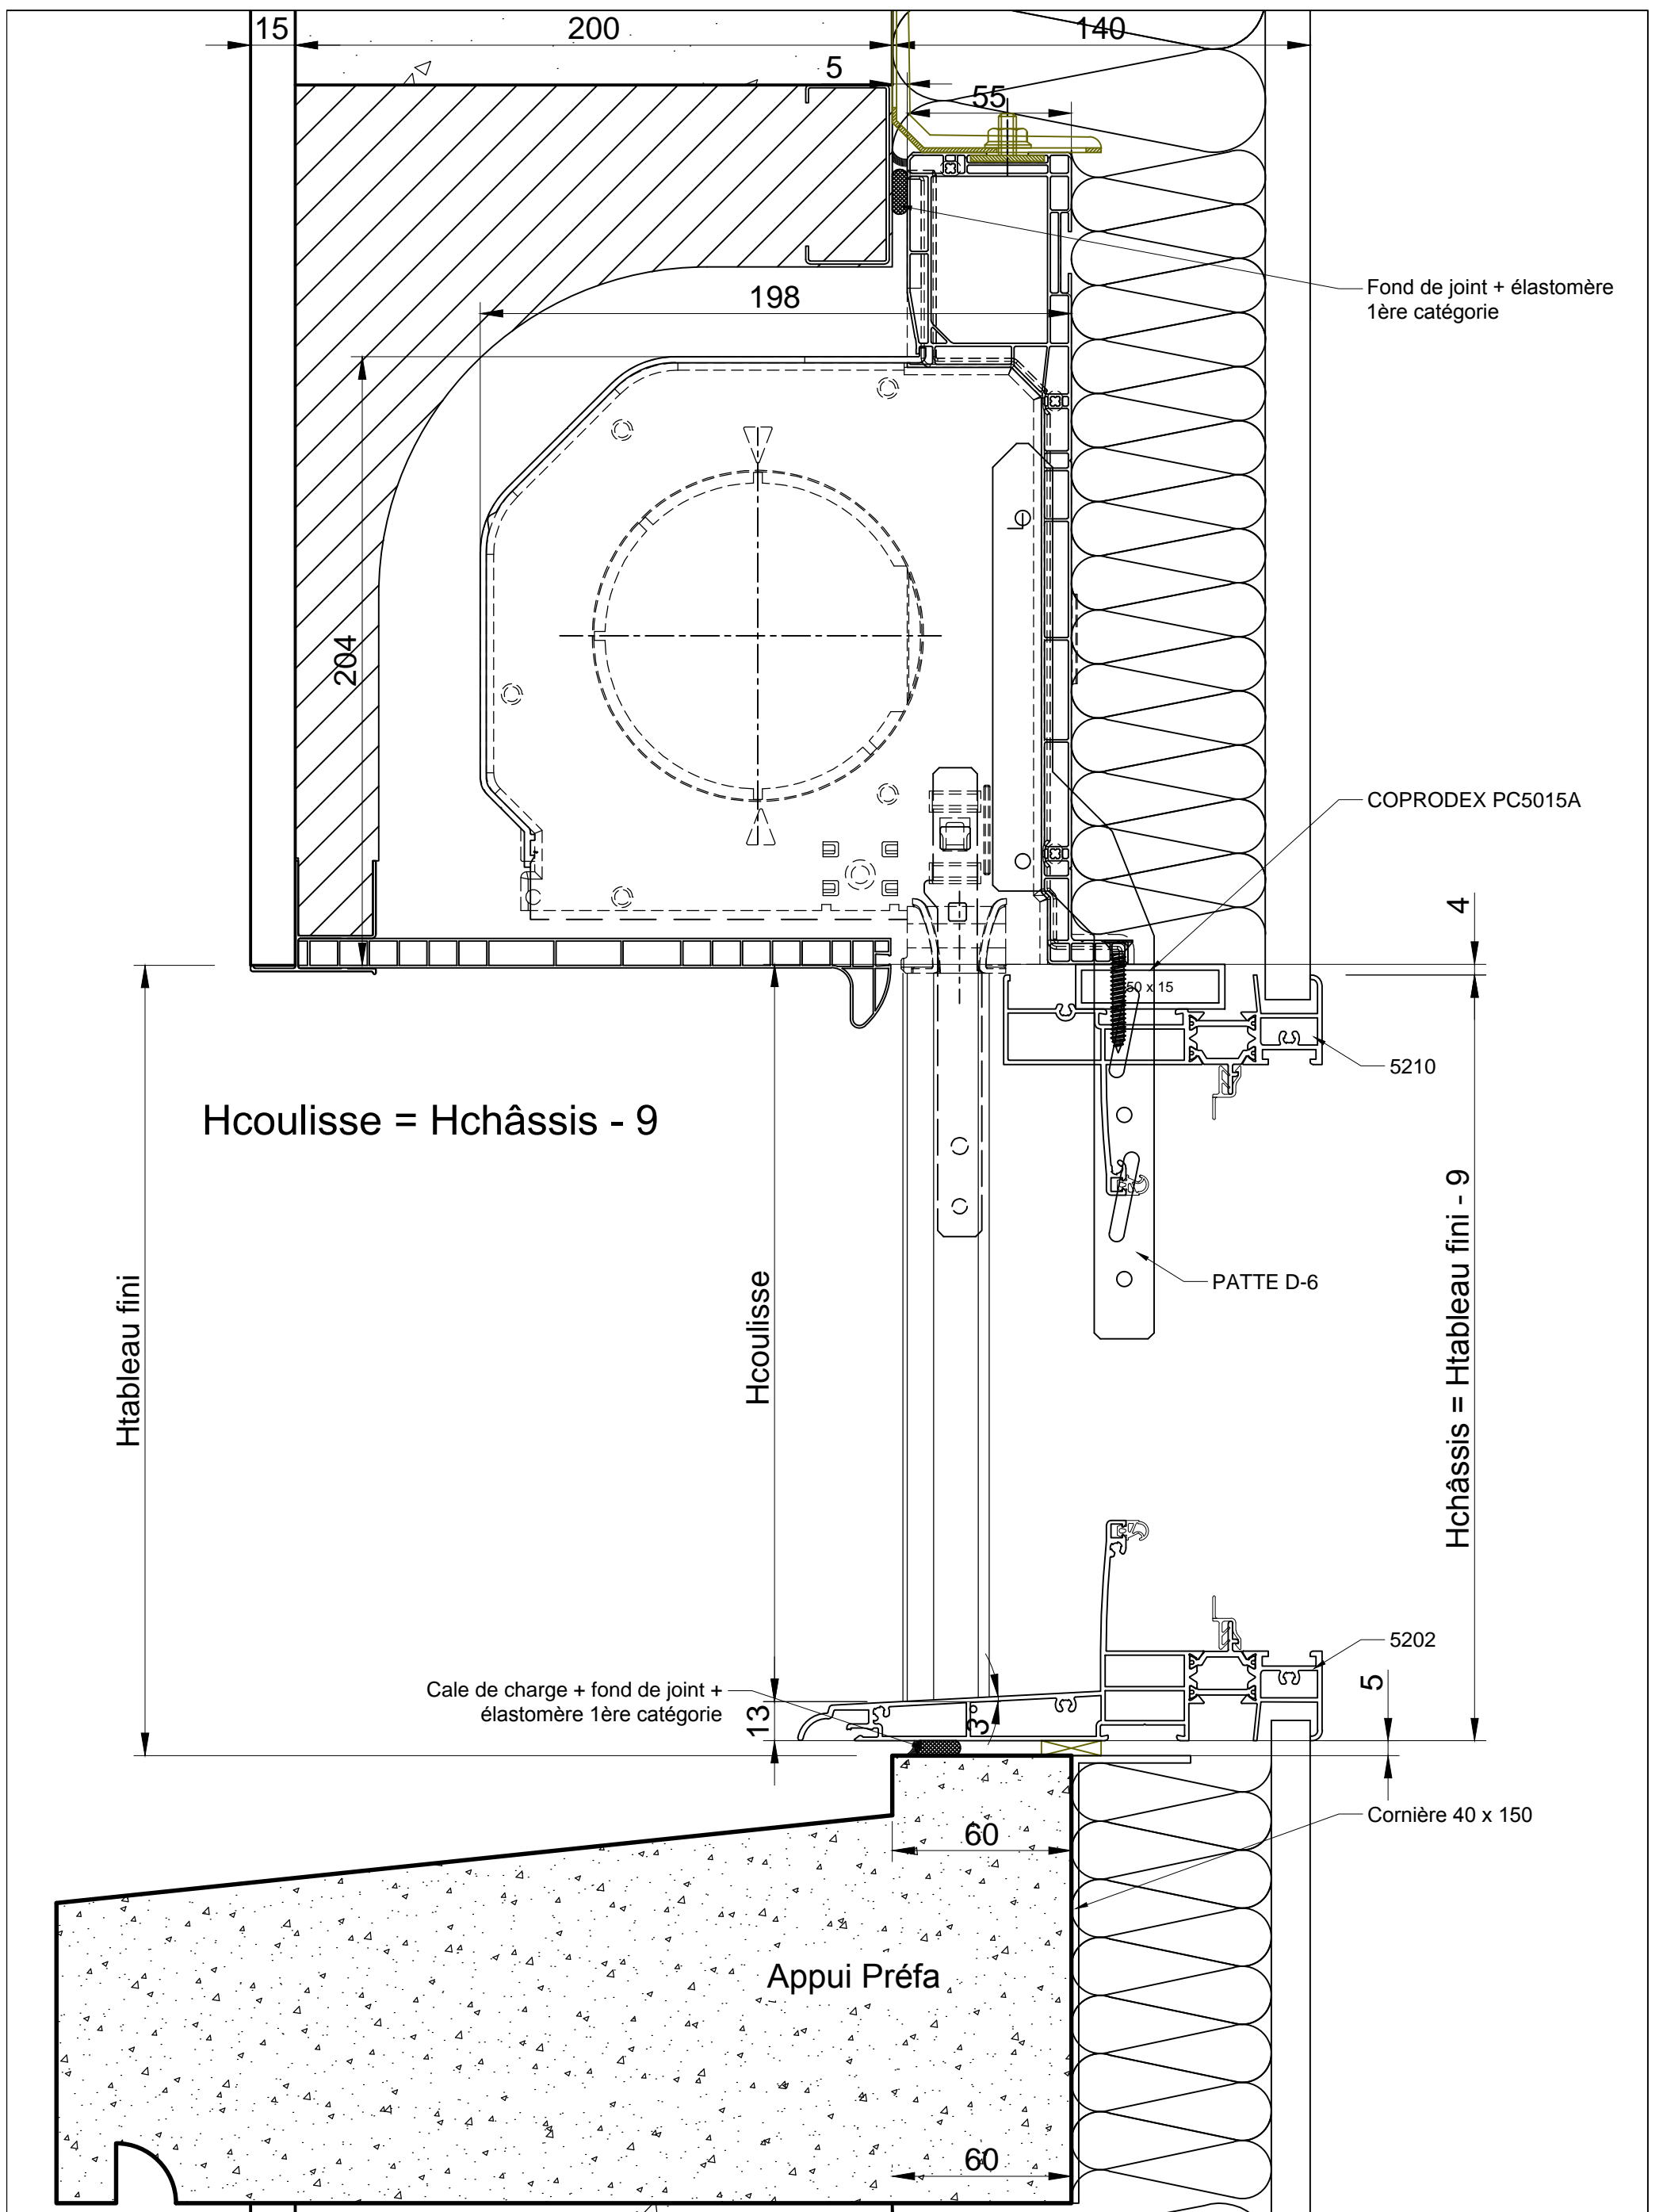 15
200
140
5
55
Fond de joint + élastomère
1ère catégorie
198
204
COPRODEX PC5015A
4
50 x 15
5210
Hcoulisse = Hchâssis - 9
Htableau fini
Hcoulisse
Hchâssis = Htableau fini - 9
PATTE D-6
5202
Cale de charge + fond de joint +
élastomère 1ère catégorie
13
3°
5
Cornière 40 x 150
60
Appui Préfa
60